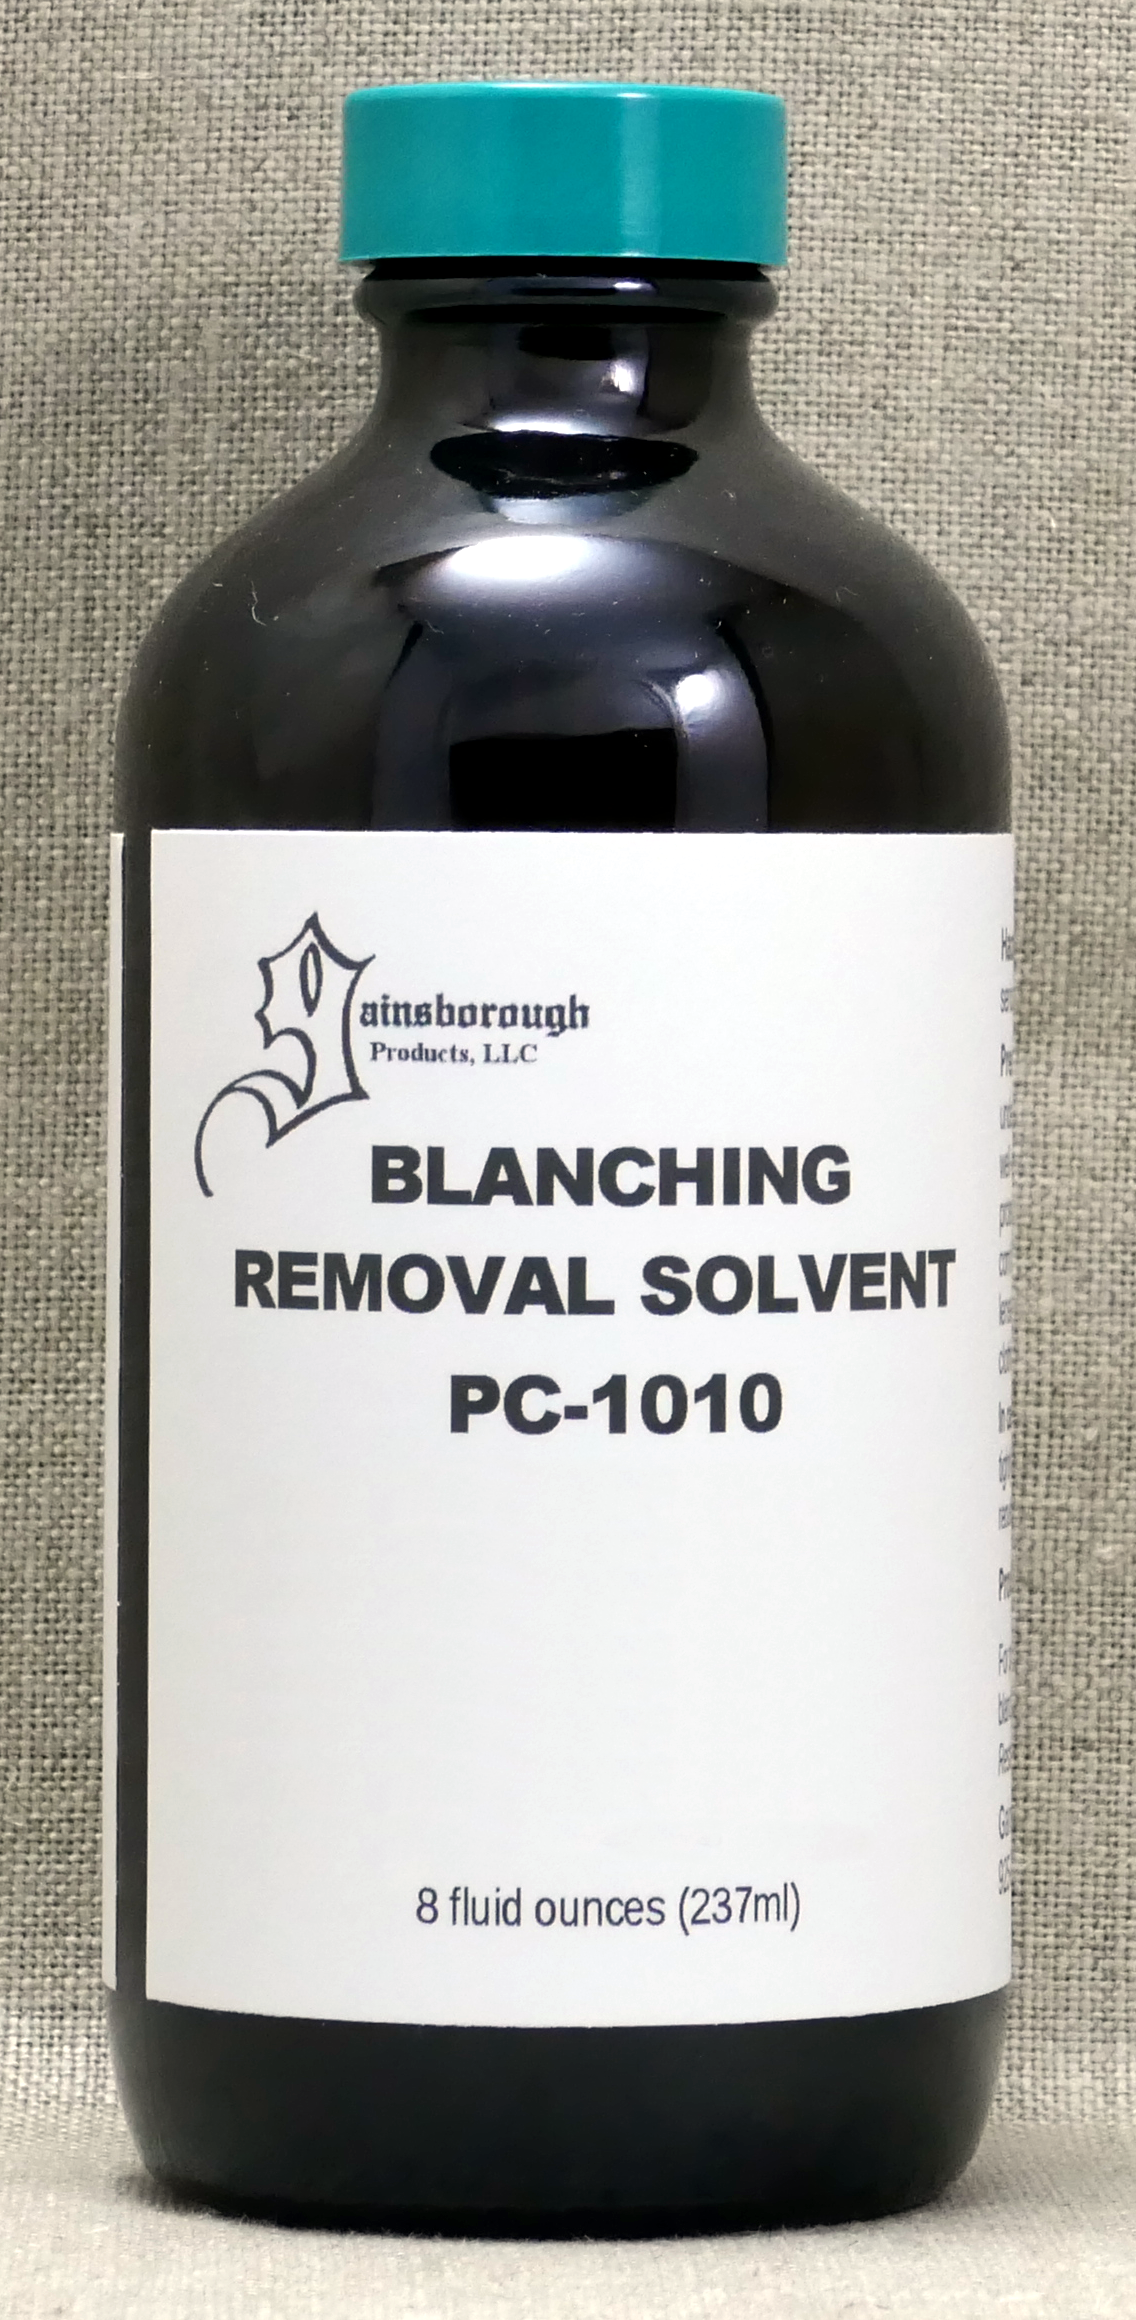 gainsborough
Products, LLC
BLANCHING
REMOVAL SOLVENT
PC-1010
8 fluid ounces (237ml)